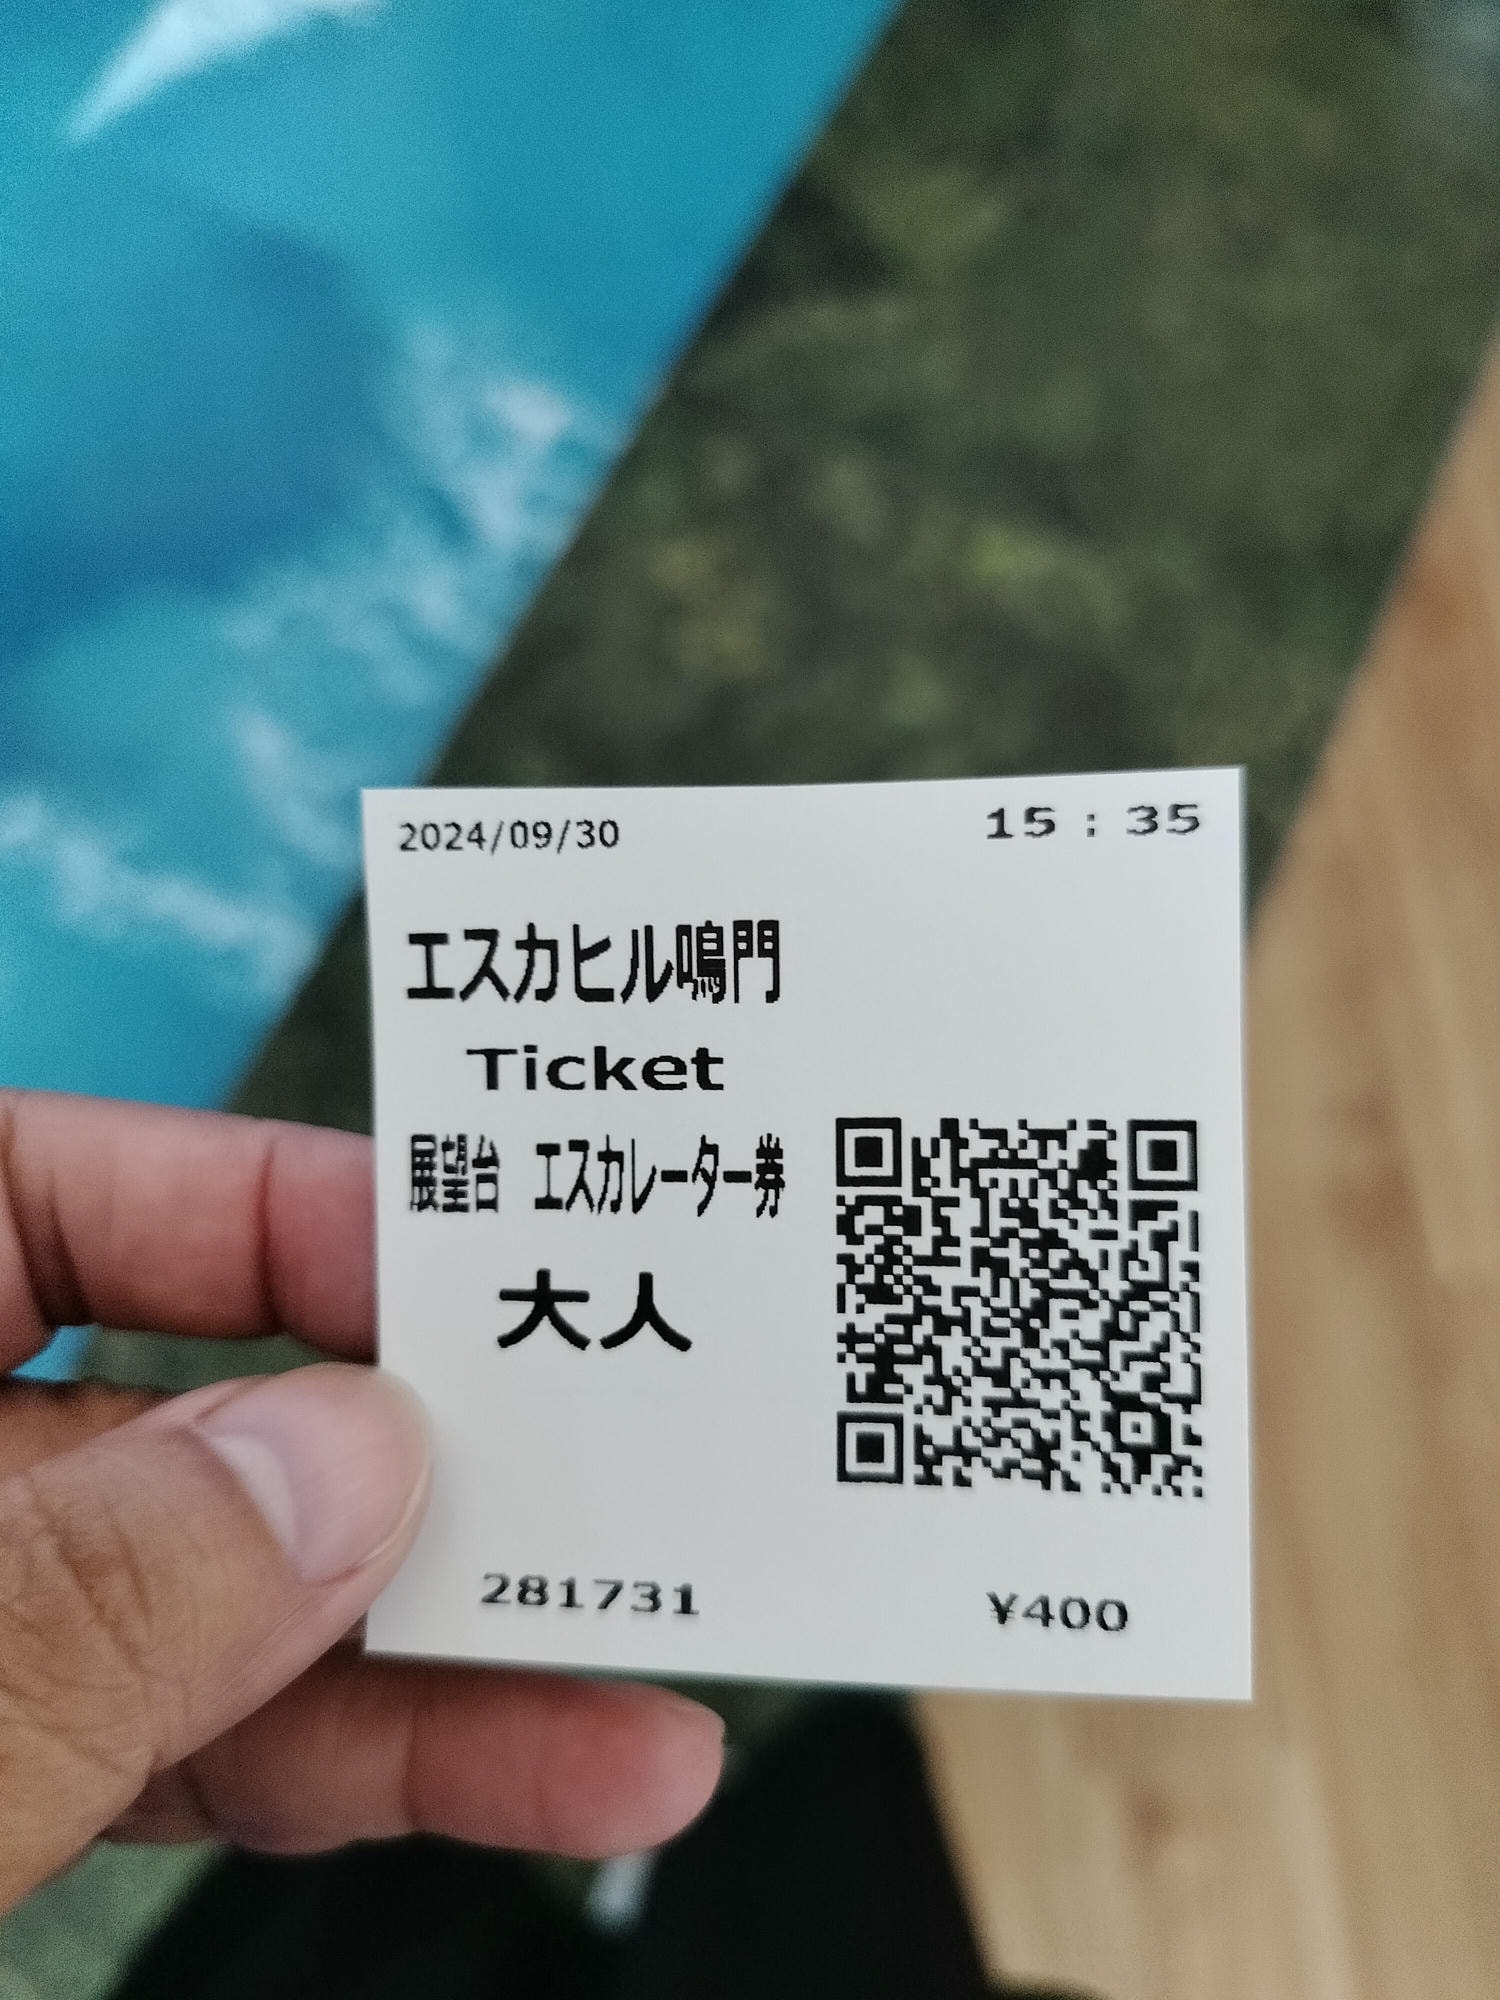 2024/09/30 15:35
エスカヒル鳴門
Ticket
展望台 エスカレーター券
大人
281731 ¥400